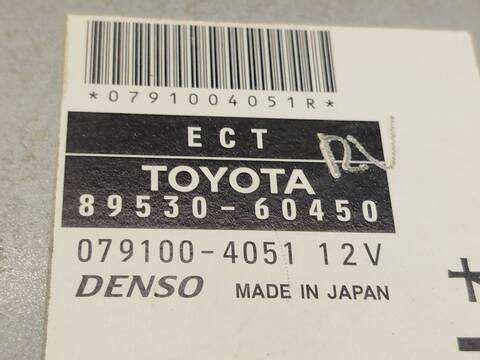 *0791004051R*
ECT
TOYOTA
89530-60450
079100-4051 12V
DENSO MADE IN JAPAN